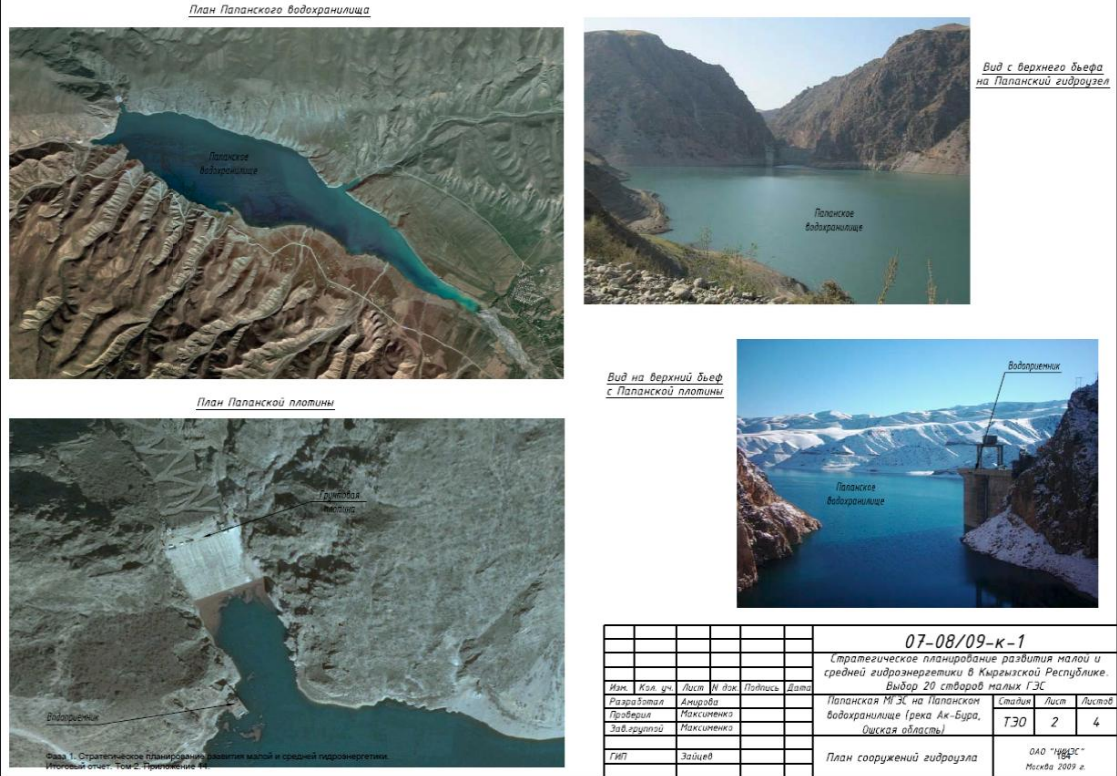 План Папанского водохранилища
Папанское
водохранилище
Вид с верхнего бьефа
на Папанский гидроузел
Папанское
водохранилище
План Папанской плотины
Грунтовая
плотина
Водоприемник
Вид на верхний бьеф
с Папанской плотины
Водоприемник
Папанское
водохранилище
Фаза 1. Стратегическое планирование развития малой и средней гидроэнергетики.
Итоговый отчет. Том 2. Приложение 14.
07-08/09-к-1
Стратегическое планирование развития малой и
средней гидроэнергетики в Кыргызской Республике.
Выбор 20 створов малых ГЭС
Изм. Кол. уч. Лист N док. Подпись Дата
Разработал Амирова
Проверил Максименко
Зав.группой Максименко
ГИП Зайцев
Папанская МГЭС на Папанском
водохранилище (река Ак-Бура,
Ошская область)
Стадия Лист Листов
ТЭО 2 4
План сооружений гидроузла
ОАО "НИИЭС"
184
Москва 2009 г.